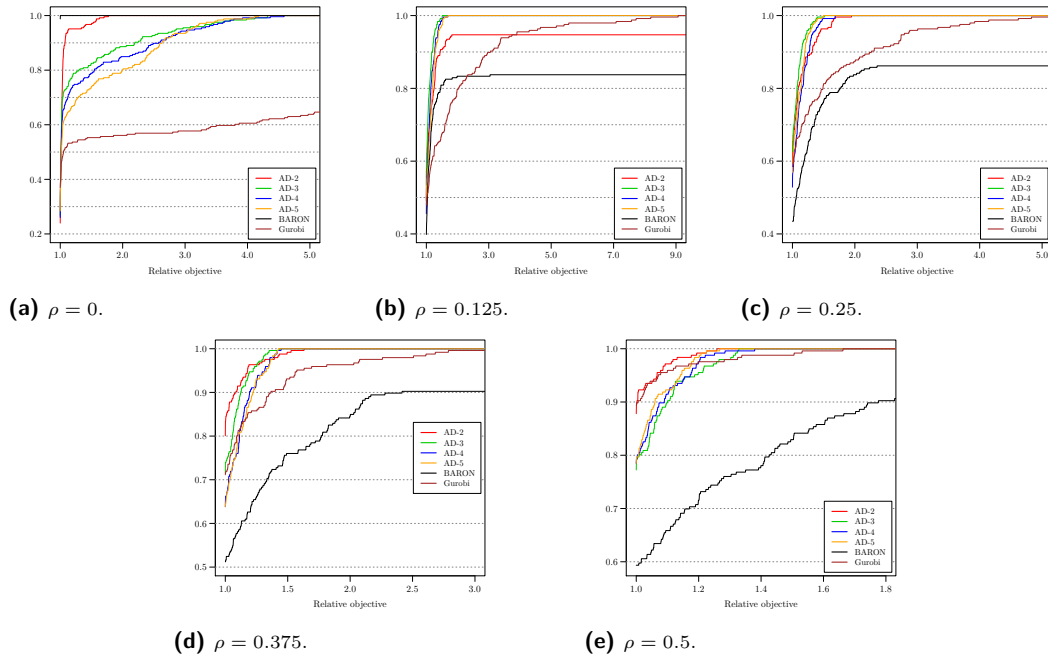 1.0
0.8
0.6
0.4
0.2
AD-2
AD-3
AD-4
AD-5
BARON
Gurobi
1.0 2.0 3.0 4.0 5.0
Relative objective
(a) ρ = 0.
1.0
0.8
0.6
0.4
AD-2
AD-3
AD-4
AD-5
BARON
Gurobi
1.0 3.0 5.0 7.0 9.0
Relative objective
(b) ρ = 0.125.
1.0
0.8
0.6
0.4
AD-2
AD-3
AD-4
AD-5
BARON
Gurobi
1.0 2.0 3.0 4.0 5.0
Relative objective
(c) ρ = 0.25.
1.0
0.9
0.8
0.7
0.6
0.5
AD-2
AD-3
AD-4
AD-5
BARON
Gurobi
1.0 1.5 2.0 2.5 3.0
Relative objective
(d) ρ = 0.375.
1.0
0.9
0.8
0.7
0.6
AD-2
AD-3
AD-4
AD-5
BARON
Gurobi
1.0 1.2 1.4 1.6 1.8
Relative objective
(e) ρ = 0.5.